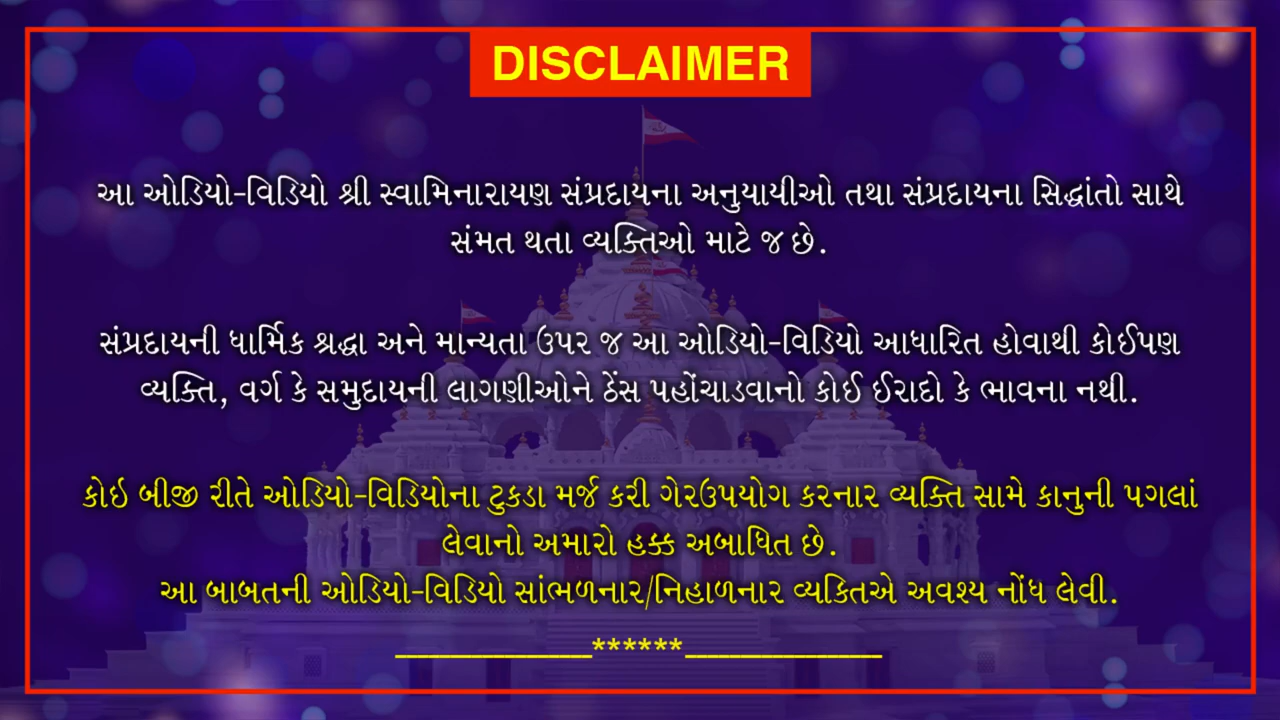 DISCLAIMER
આ ઓડિયો-વિડિયો શ્રી સ્વામિનારાયણ સંપ્રદાયના અનુયાયીઓ તથા સંપ્રદાયના સિદ્ધાંતો સાથે
સંમત થતા વ્યક્તિઓ માટે જ છે.
સંપ્રદાયની ધાર્મિક શ્રદ્ધા અને માન્યતા ઉપર જ આ ઓડિયો-વિડિયો આધારિત હોવાથી કોઈપણ
વ્યક્તિ, વર્ગ કે સમુદાયની લાગણીઓને ઠેંસ પહોંચાડવાનો કોઈ ઈરાદો કે ભાવના નથી.
કોઇ બીજી રીતે ઓડિયો-વિડિયોના ટુકડા મર્જ કરી ગેરઉપયોગ કરનાર વ્યક્તિ સામે કાનુની પગલાં
લેવાનો અમારો હક્ક અબાધિત છે.
આ બાબતની ઓડિયો-વિડિયો સાંભળનાર/નિહાળનાર વ્યકિતએ અવશ્ય નોંધ લેવી.
_____________******_____________